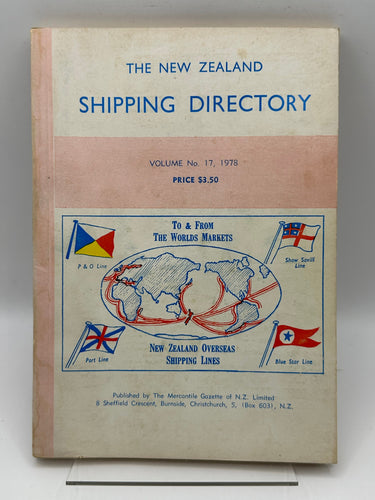 THE NEW ZEALAND
SHIPPING DIRECTORY
VOLUME No. 17, 1978
PRICE $3.50
TO & FROM
THE WORLDS MARKETS
P & O Line
Shaw Savill
Line
Port Line
NEW ZEALAND OVERSEAS
SHIPPING LINES
Blue Star Line
Published by The Mercantile Gazette of N.Z. Limited
8 Sheffield Crescent, Burnside, Christchurch, 5, (Box 603), N.Z.